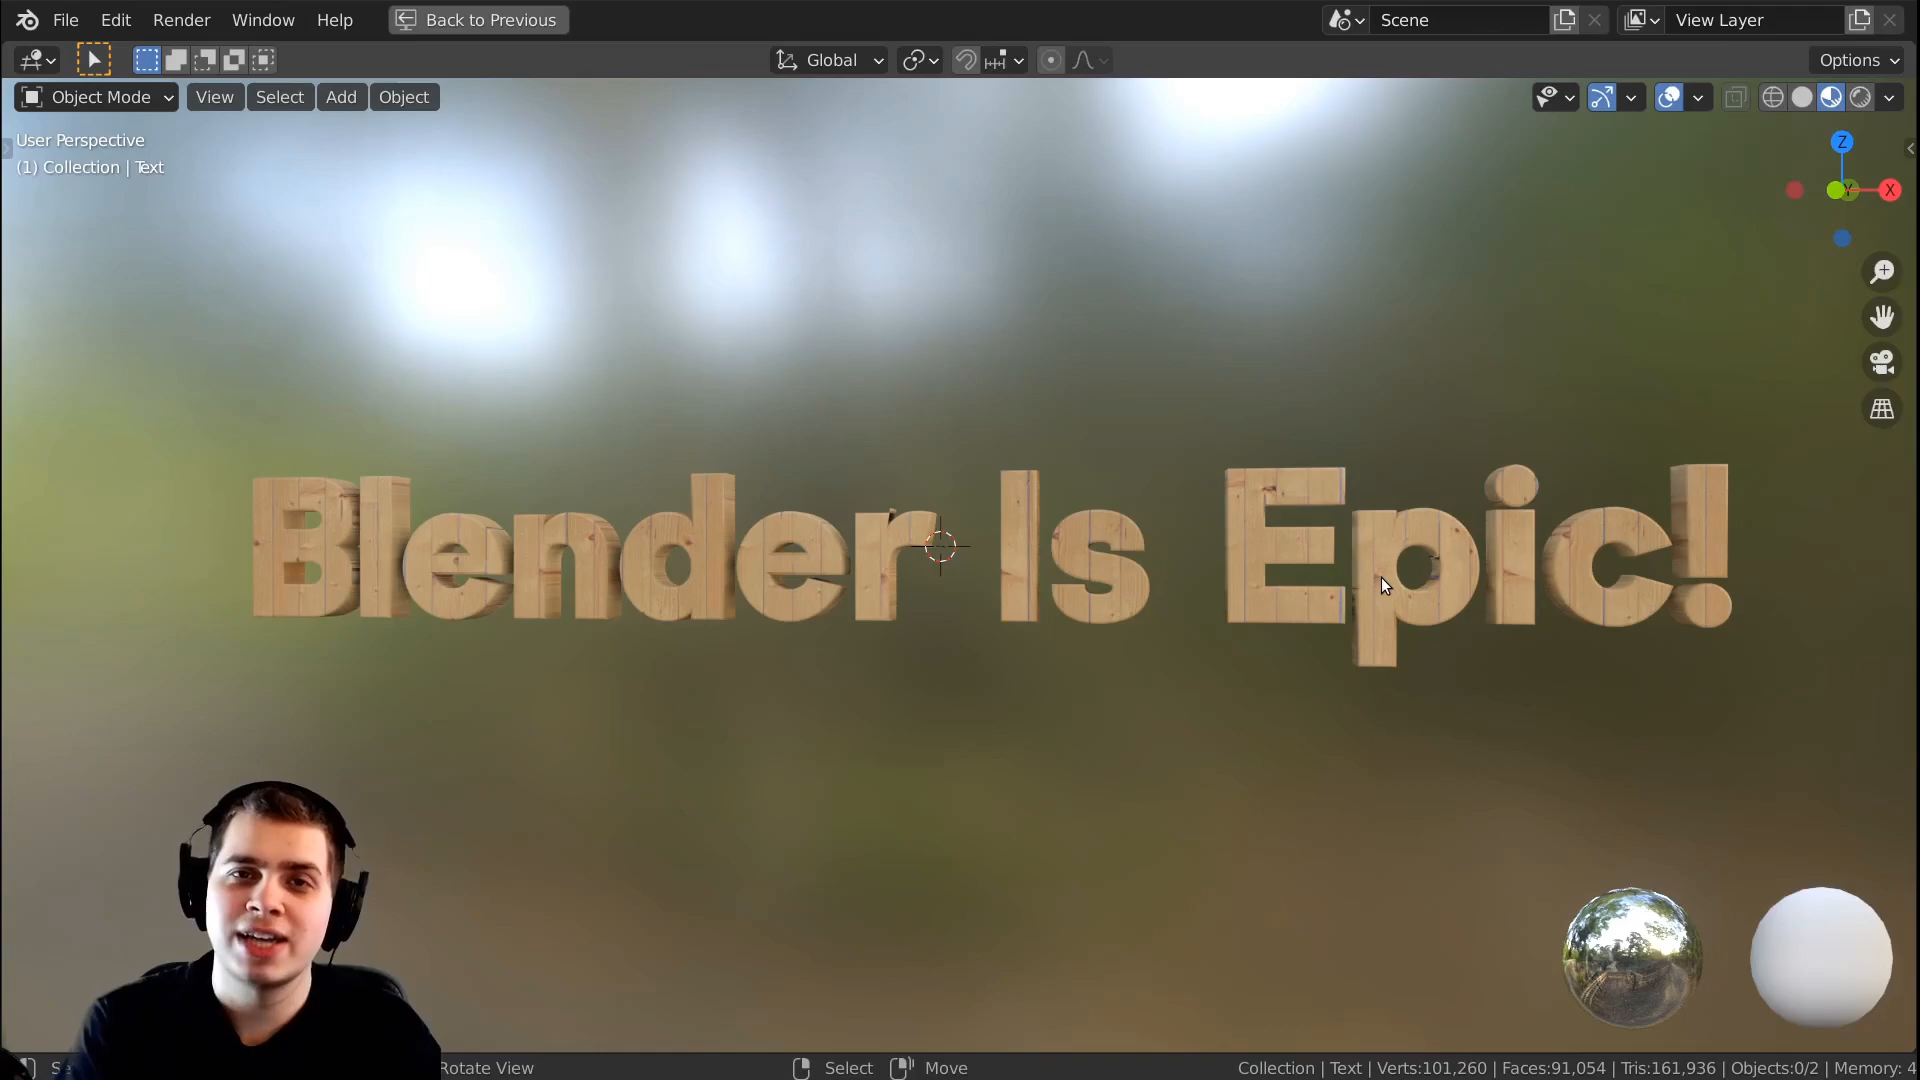 File Edit Render Window Help Back to Previous Scene View Layer
Global Options
Object Mode View Select Add Object
User Perspective
(1) Collection | Text
Z
Y X
Blender Is Epic!
Rotate View Select Move Collection | Text | Verts:101,260 | Faces:91,054 | Tris:161,936 | Objects:0/2 | Memory: 4